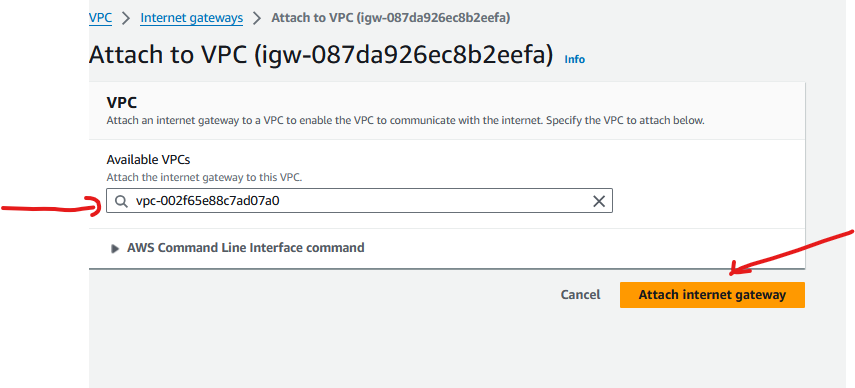 VPC > Internet gateways > Attach to VPC (igw-087da926ec8b2eefa)
Attach to VPC (igw-087da926ec8b2eefa) Info
VPC
Attach an internet gateway to a VPC to enable the VPC to communicate with the internet. Specify the VPC to attach below.
Available VPCs
Attach the internet gateway to this VPC.
vpc-002f65e88c7ad07a0
AWS Command Line Interface command
Cancel Attach internet gateway